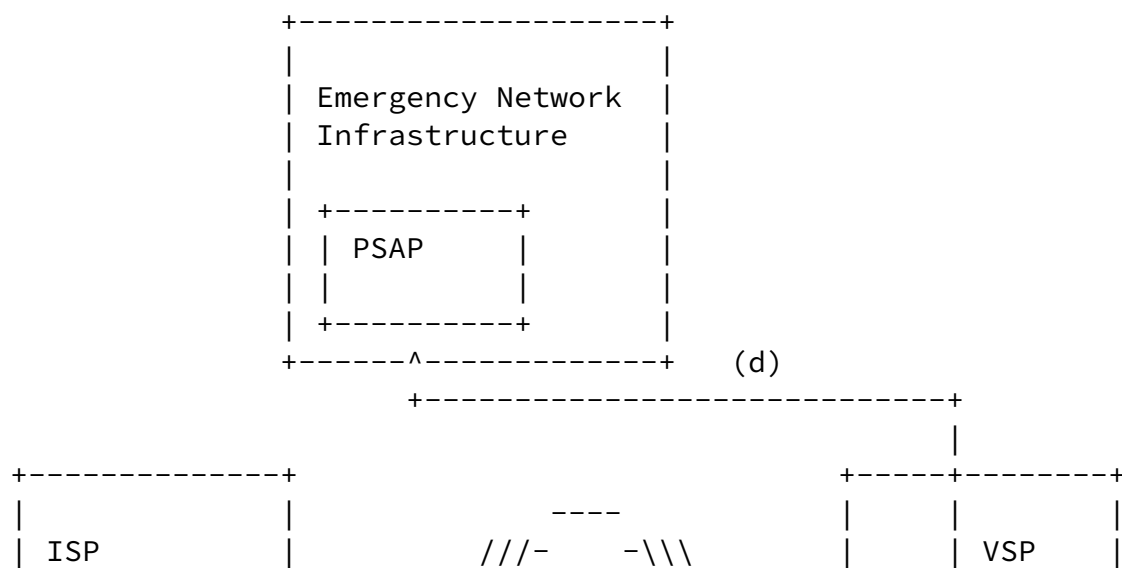 Emergency Network
Infrastructure
PSAP
(d)
ISP
VSP